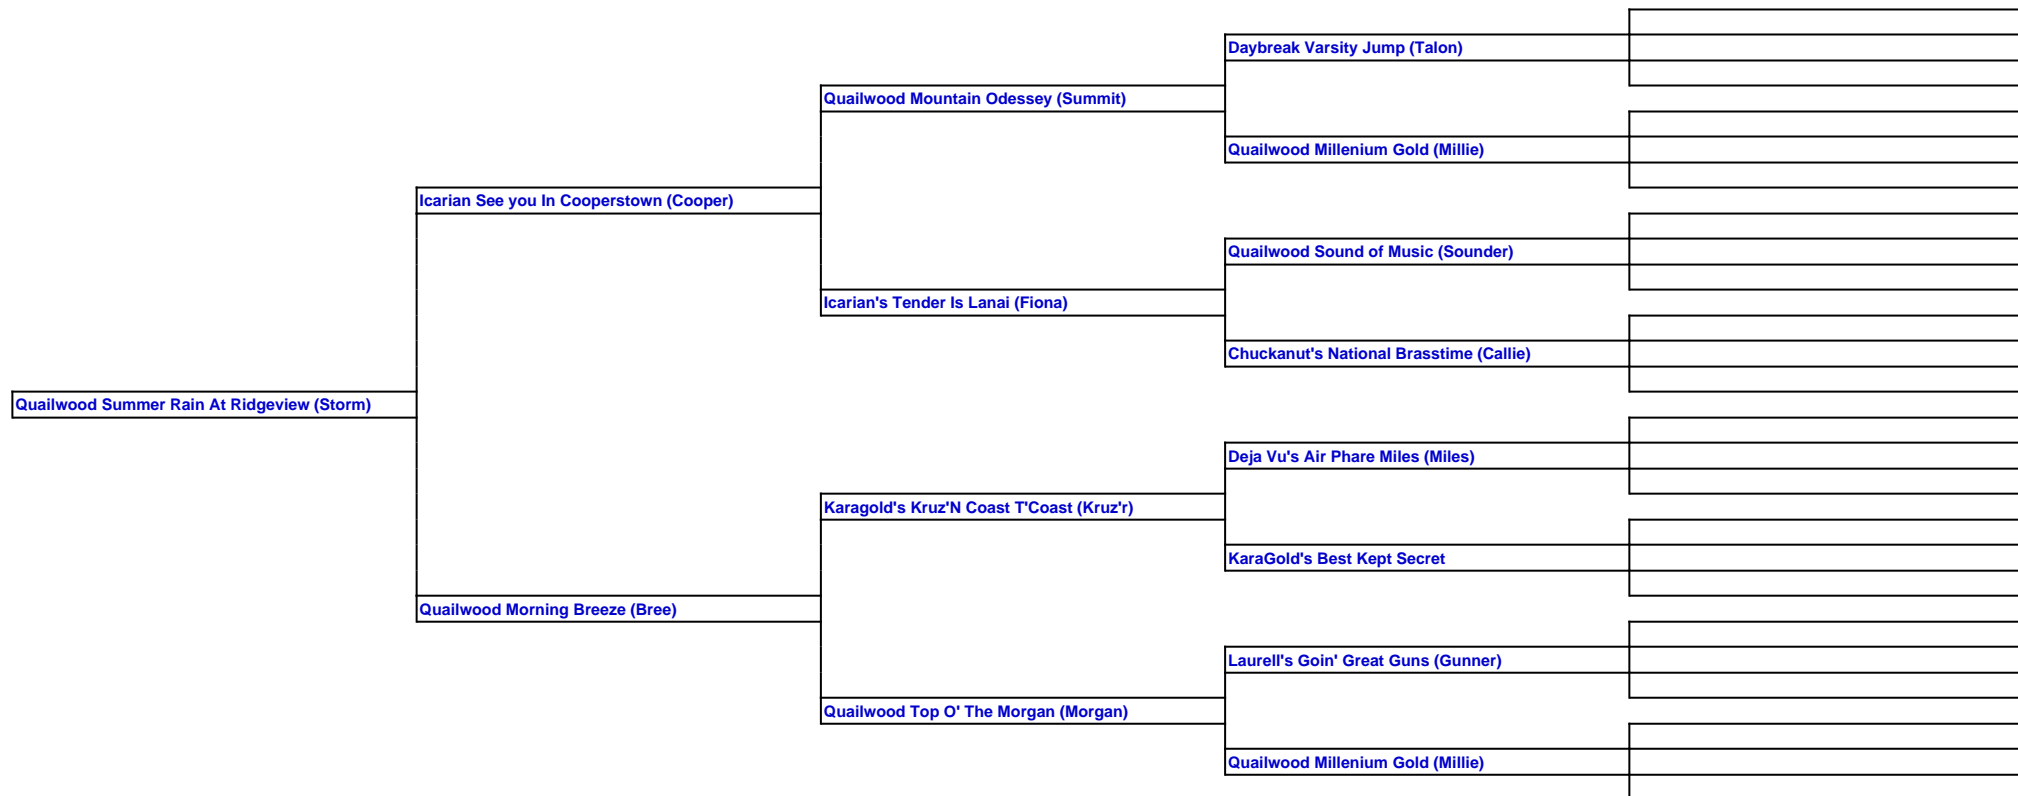 Daybreak Varsity Jump (Talon)
Quailwood Mountain Odessey (Summit)
Quailwood Millenium Gold (Millie)
Icarian See you In Cooperstown (Cooper)
Quailwood Sound of Music (Sounder)
Icarian's Tender Is Lanai (Fiona)
Chuckanut's National Brasstime (Callie)
Quailwood Summer Rain At Ridgeview (Storm)
Deja Vu's Air Phare Miles (Miles)
Karagold's Kruz'N Coast T'Coast (Kruz'r)
KaraGold's Best Kept Secret
Quailwood Morning Breeze (Bree)
Laurell's Goin' Great Guns (Gunner)
Quailwood Top O' The Morgan (Morgan)
Quailwood Millenium Gold (Millie)